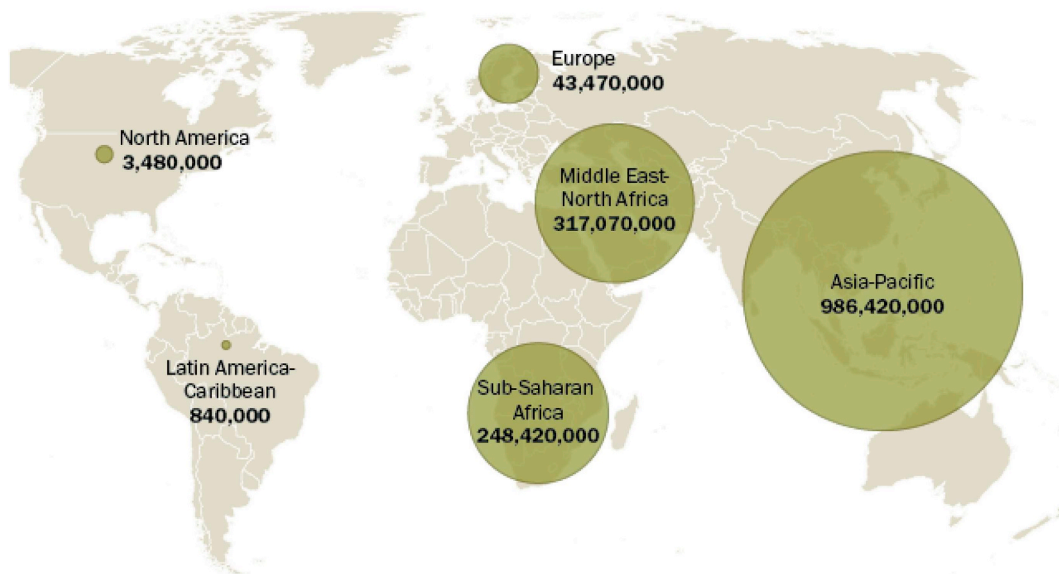 Europe
43,470,000
North America
3,480,000
Middle East-
North Africa
317,070,000
Asia-Pacific
986,420,000
Latin America-
Caribbean
840,000
Sub-Saharan
Africa
248,420,000